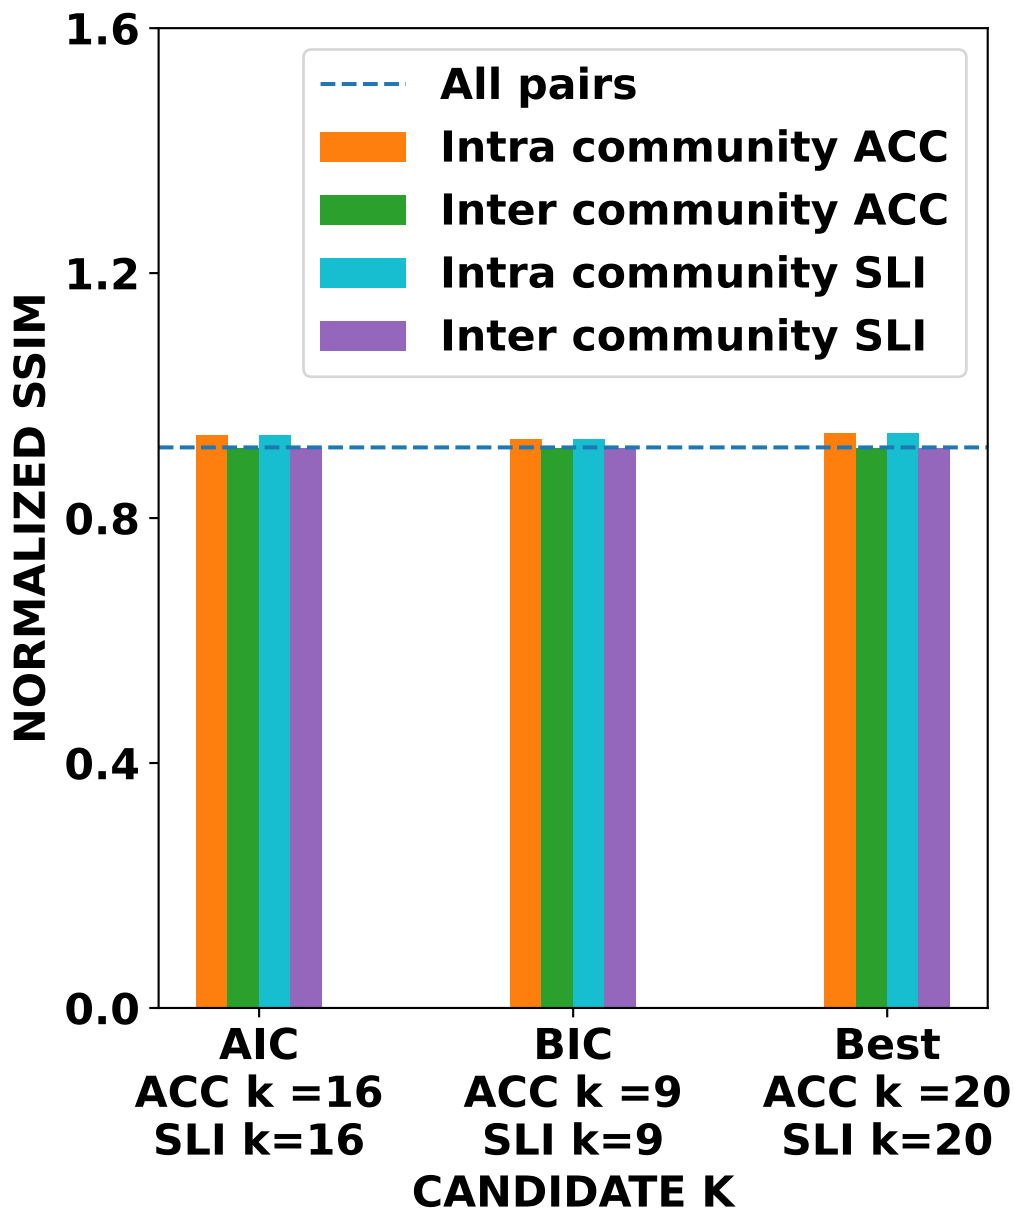 1.6
1.2
0.8
0.4
0.0
NORMALIZED SSIM
All pairs
Intra community ACC
Inter community ACC
Intra community SLI
Inter community SLI
AIC
ACC k =16
SLI k=16
BIC
ACC k =9
SLI k=9
Best
ACC k =20
SLI k=20
CANDIDATE K